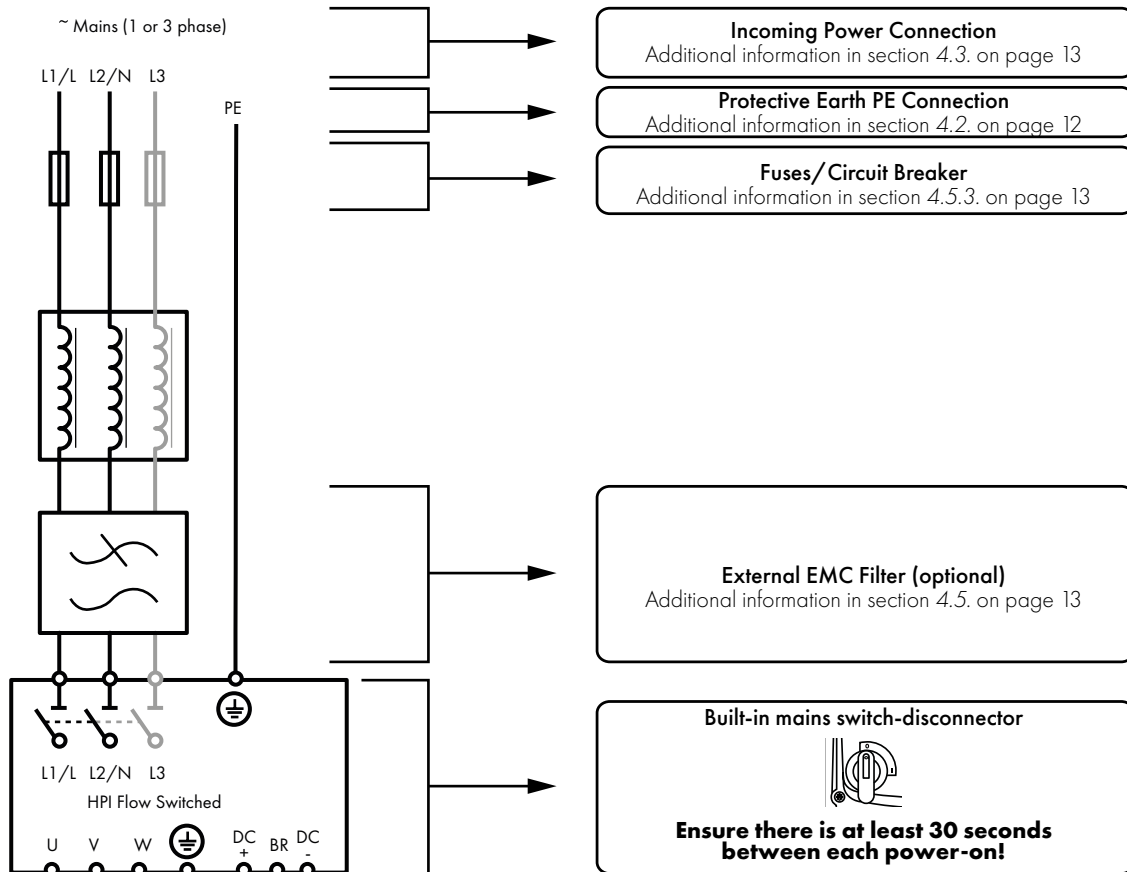 ~ Mains (1 or 3 phase)
L1/L L2/N L3
PE
Incoming Power Connection
Additional information in section 4.3. on page 13
Protective Earth PE Connection
Additional information in section 4.2. on page 12
Fuses/Circuit Breaker
Additional information in section 4.5.3. on page 13
External EMC Filter (optional)
Additional information in section 4.5. on page 13
L1/L L2/N L3
HPI Flow Switched
U V W DC + BR DC -
Built-in mains switch-disconnector
0
Ensure there is at least 30 seconds
between each power-on!